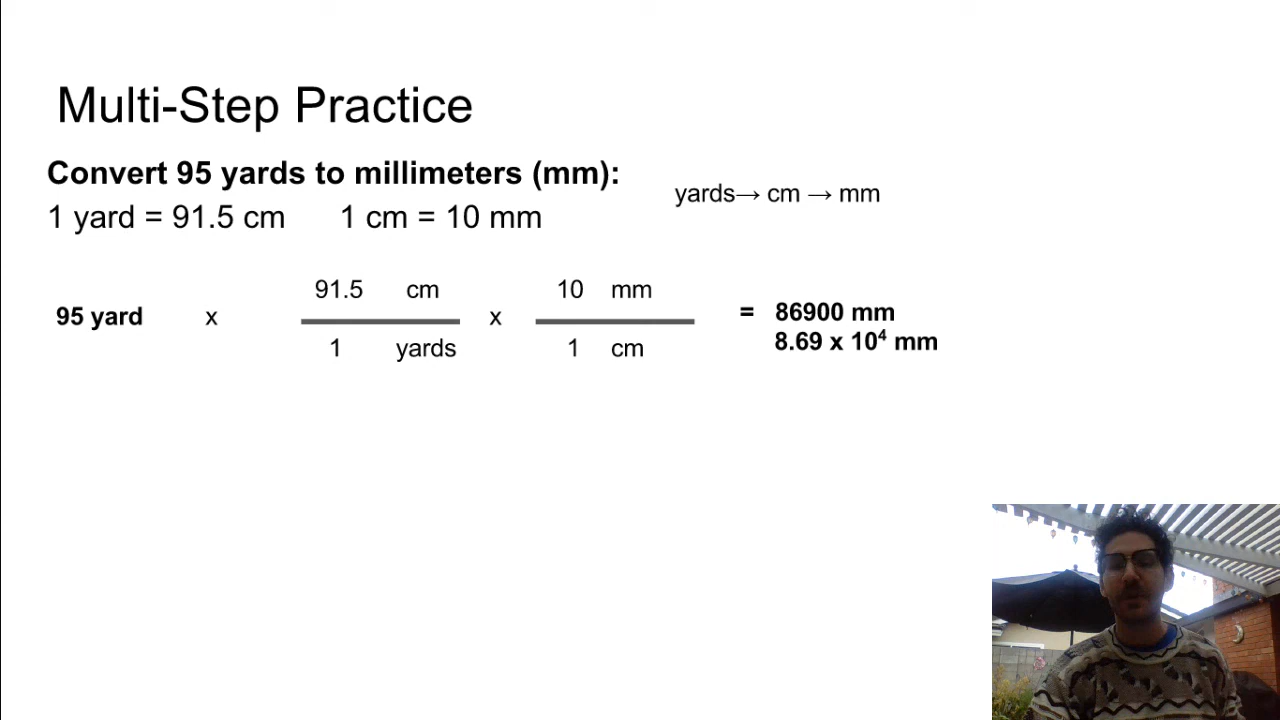 Multi-Step Practice
Convert 95 yards to millimeters (mm):
yards→ cm → mm
1 yard = 91.5 cm 1 cm = 10 mm
95 yard x
91.5 cm
1 yards
x
10 mm
1 cm
= 86900 mm
8.69 x 10⁴ mm